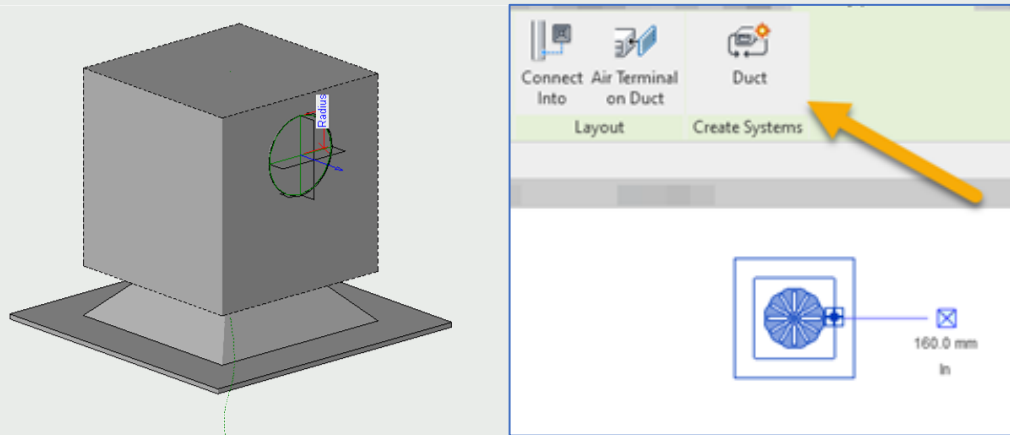 Radius
Connect
Into
Air Terminal
on Duct
Duct
Layout
Create Systems
160.0 mm
In